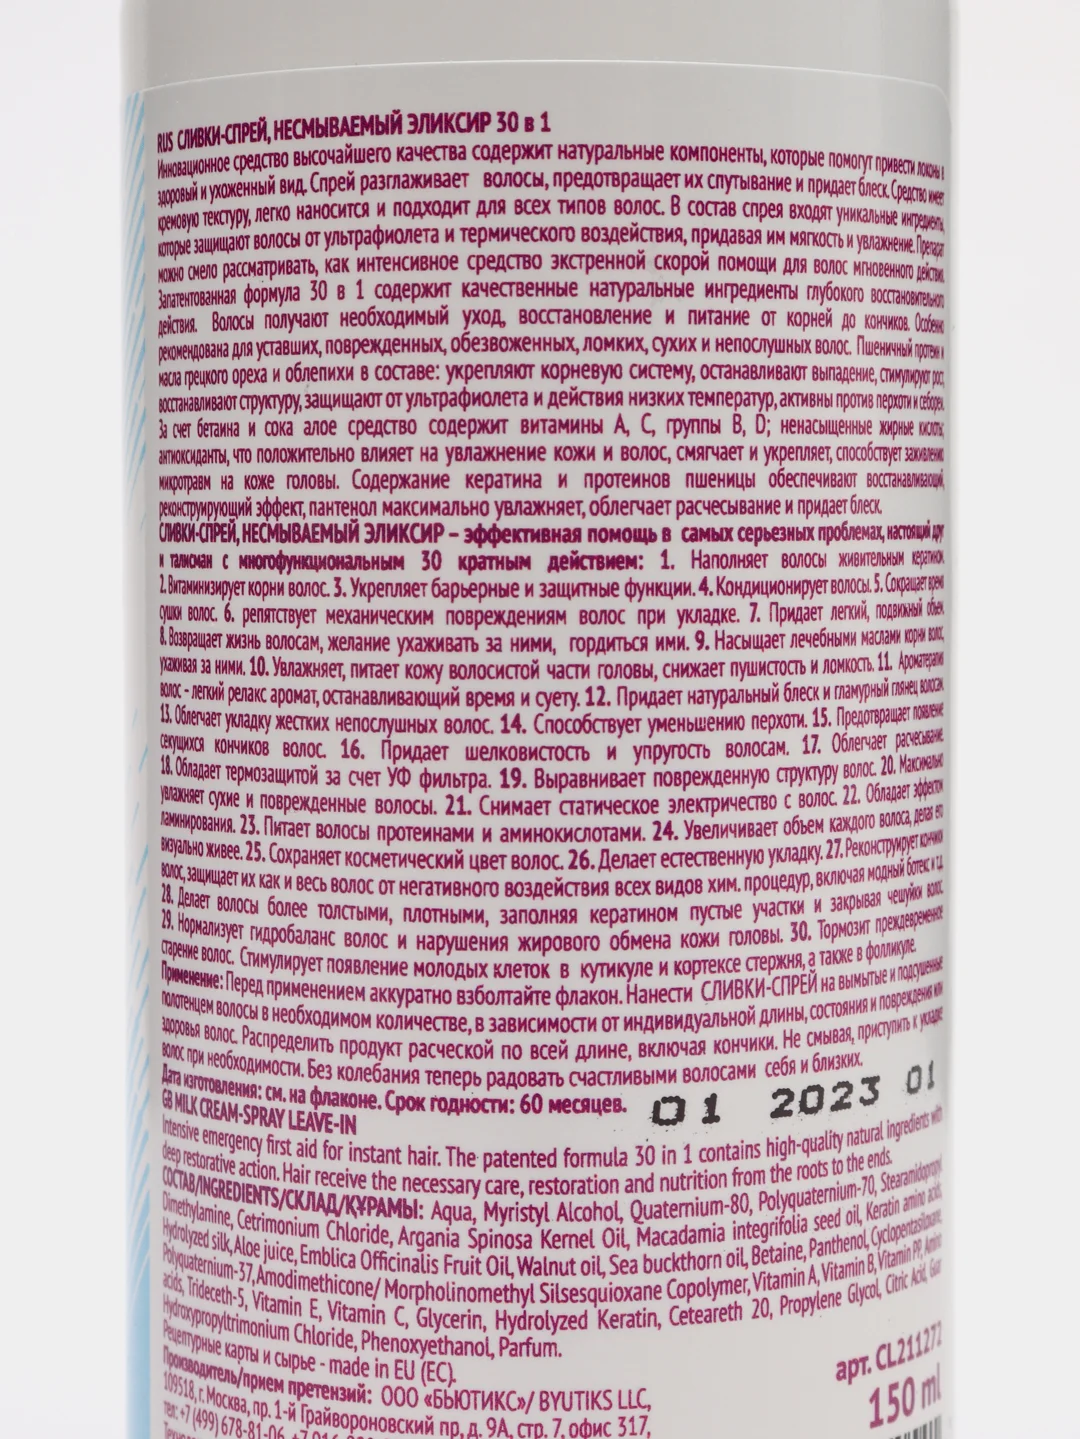 RUS СЛИВКИ-СПРЕЙ, НЕСМЫВАЕМЫЙ ЭЛИКСИР 30 в 1
Инновационное средство высочайшего качества содержит натуральные компоненты, которые помогут привести локоны в
здоровый и ухоженный вид. Спрей разглаживает волосы, предотвращает их спутывание и придает блеск. Средство имеет
кремовую текстуру, легко наносится и подходит для всех типов волос. В состав спрея входят уникальные ингредиенты,
которые защищают волосы от ультрафиолета и термического воздействия, придавая им мягкость и увлажнение. Препарат
можно смело рассматривать, как интенсивное средство экстренной скорой помощи для волос мгновенного действия.
Запатентованная формула 30 в 1 содержит качественные натуральные ингредиенты глубокого восстановительного
действия. Волосы получают необходимый уход, восстановление и питание от корней до кончиков. Особенно
рекомендована для уставших, поврежденных, обезвоженных, ломких, сухих и непослушных волос. Пшеничный протеин и
масла грецкого ореха и облепихи в составе: укрепляют корневую систему, останавливают выпадение, стимулируют рост,
восстанавливают структуру, защищают от ультрафиолета и действия низких температур, активны против перхоти и себореи.
За счет бетаина и сока алое средство содержит витамины А, С, группы В, D; ненасыщенные жирные кислоты;
антиоксиданты, что положительно влияет на увлажнение кожи и волос, смягчает и укрепляет, способствует заживлению
микротравм на коже головы. Содержание кератина и протеинов пшеницы обеспечивают восстанавливающий,
реконструирующий эффект, пантенол максимально увлажняет, облегчает расчесывание и придает блеск.
СЛИВКИ-СПРЕЙ, НЕСМЫВАЕМЫЙ ЭЛИКСИР – эффективная помощь в самых серьезных проблемах, настоящий друг
и талисман с многофункциональным 30 кратным действием: 1. Наполняет волосы живительным кератином.
2. Витаминизирует корни волос. 3. Укрепляет барьерные и защитные функции. 4. Кондиционирует волосы. 5. Сокращает время
сушки волос. 6. репятствует механическим повреждениям волос при укладке. 7. Придает легкий, подвижный объем.
8. Возвращает жизнь волосам, желание ухаживать за ними, гордиться ими. 9. Насыщает лечебными маслами корни волос,
ухаживая за ними. 10. Увлажняет, питает кожу волосистой части головы, снижает пушистость и ломкость. 11. Ароматерапия
волос - легкий релакс аромат, останавливающий время и суету. 12. Придает натуральный блеск и гламурный глянец волосам.
13. Облегчает укладку жестких непослушных волос. 14. Способствует уменьшению перхоти. 15. Предотвращает появление
секущихся кончиков волос. 16. Придает шелковистость и упругость волосам. 17. Облегчает расчесывание.
18. Обладает термозащитой за счет УФ фильтра. 19. Выравнивает поврежденную структуру волос. 20. Максимально
увлажняет сухие и поврежденные волосы. 21. Снимает статическое электричество с волос. 22. Обладает эффектом
ламинирования. 23. Питает волосы протеинами и аминокислотами. 24. Увеличивает объем каждого волоса, делая его
визуально живее. 25. Сохраняет косметический цвет волос. 26. Делает естественную укладку. 27. Реконструирует кончики
волос, защищает их как и весь волос от негативного воздействия всех видов хим. процедур, включая модный ботекс и т.д.
28. Делает волосы более толстыми, плотными, заполняя кератином пустые участки и закрывая чешуйки волос.
29. Нормализует гидробаланс волос и нарушения жирового обмена кожи головы. 30. Тормозит преждевременное
старение волос. Стимулирует появление молодых клеток в кутикуле и кортексе стержня, а также в фолликуле.
Применение: Перед применением аккуратно взболтайте флакон. Нанести СЛИВКИ-СПРЕЙ на вымытые и подсушенные
полотенцем волосы в необходимом количестве, в зависимости от индивидуальной длины, состояния и повреждения или
здоровья волос. Распределить продукт расческой по всей длине, включая кончики. Не смывая, приступить к укладке
волос при необходимости. Без колебания теперь радовать счастливыми волосами себя и близких.
Дата изготовления: см. на флаконе. Срок годности: 60 месяцев. 01 2023 01
GB MILK CREAM-SPRAY LEAVE-IN
Intensive emergency first aid for instant hair. The patented formula 30 in 1 contains high-quality natural ingredients with
deep restorative action. Hair receive the necessary care, restoration and nutrition from the roots to the ends.
СОСТАВ/INGREDIENTS/СКЛАД/ҚҰРАМЫ: Aqua, Myristyl Alcohol, Quaternium-80, Polyquaternium-70, Stearamidopropyl
Dimethylamine, Cetrimonium Chloride, Argania Spinosa Kernel Oil, Macadamia integrifolia seed oil, Keratin amino acids,
Hydrolyzed silk, Aloe juice, Emblica Officinalis Fruit Oil, Walnut oil, Sea buckthorn oil, Betaine, Panthenol, Cyclopentasiloxane,
Polyquaternium-37, Amodimethicone/ Morpholinomethyl Silsesquioxane Copolymer, Vitamin A, Vitamin B, Vitamin PP, Amino
acids, Trideceth-5, Vitamin E, Vitamin C, Glycerin, Hydrolyzed Keratin, Ceteareth 20, Propylene Glycol, Citric Acid, Guar
Hydroxypropyltrimonium Chloride, Phenoxyethanol, Parfum.
Рецептурные карты и сырье - made in EU (EC).
Производитель/прием претензий: ООО «БЬЮТИКС»/ BYUTIKS LLC,
109518, г. Москва, пр. 1-й Грайвороновский пр, д. 9А, стр. 7, офис 317,
тел: +7 (499) 678-81-06,
арт. CL211272
150 ml